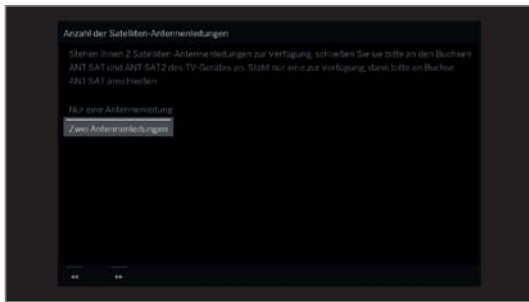 Anzahl der Satelliten-Antennenleitungen
Stehen Ihnen 2 Satelliten-Antennenleitungen zur Verfügung, schließen Sie sie bitte an den Buchsen
ANT SAT und ANT SAT2 des TV-Gerätes an. Steht nur eine zur Verfügung, dann bitte an Buchse
ANT SAT anschließen
Nur eine Antennenleitung
Zwei Antennenleitungen